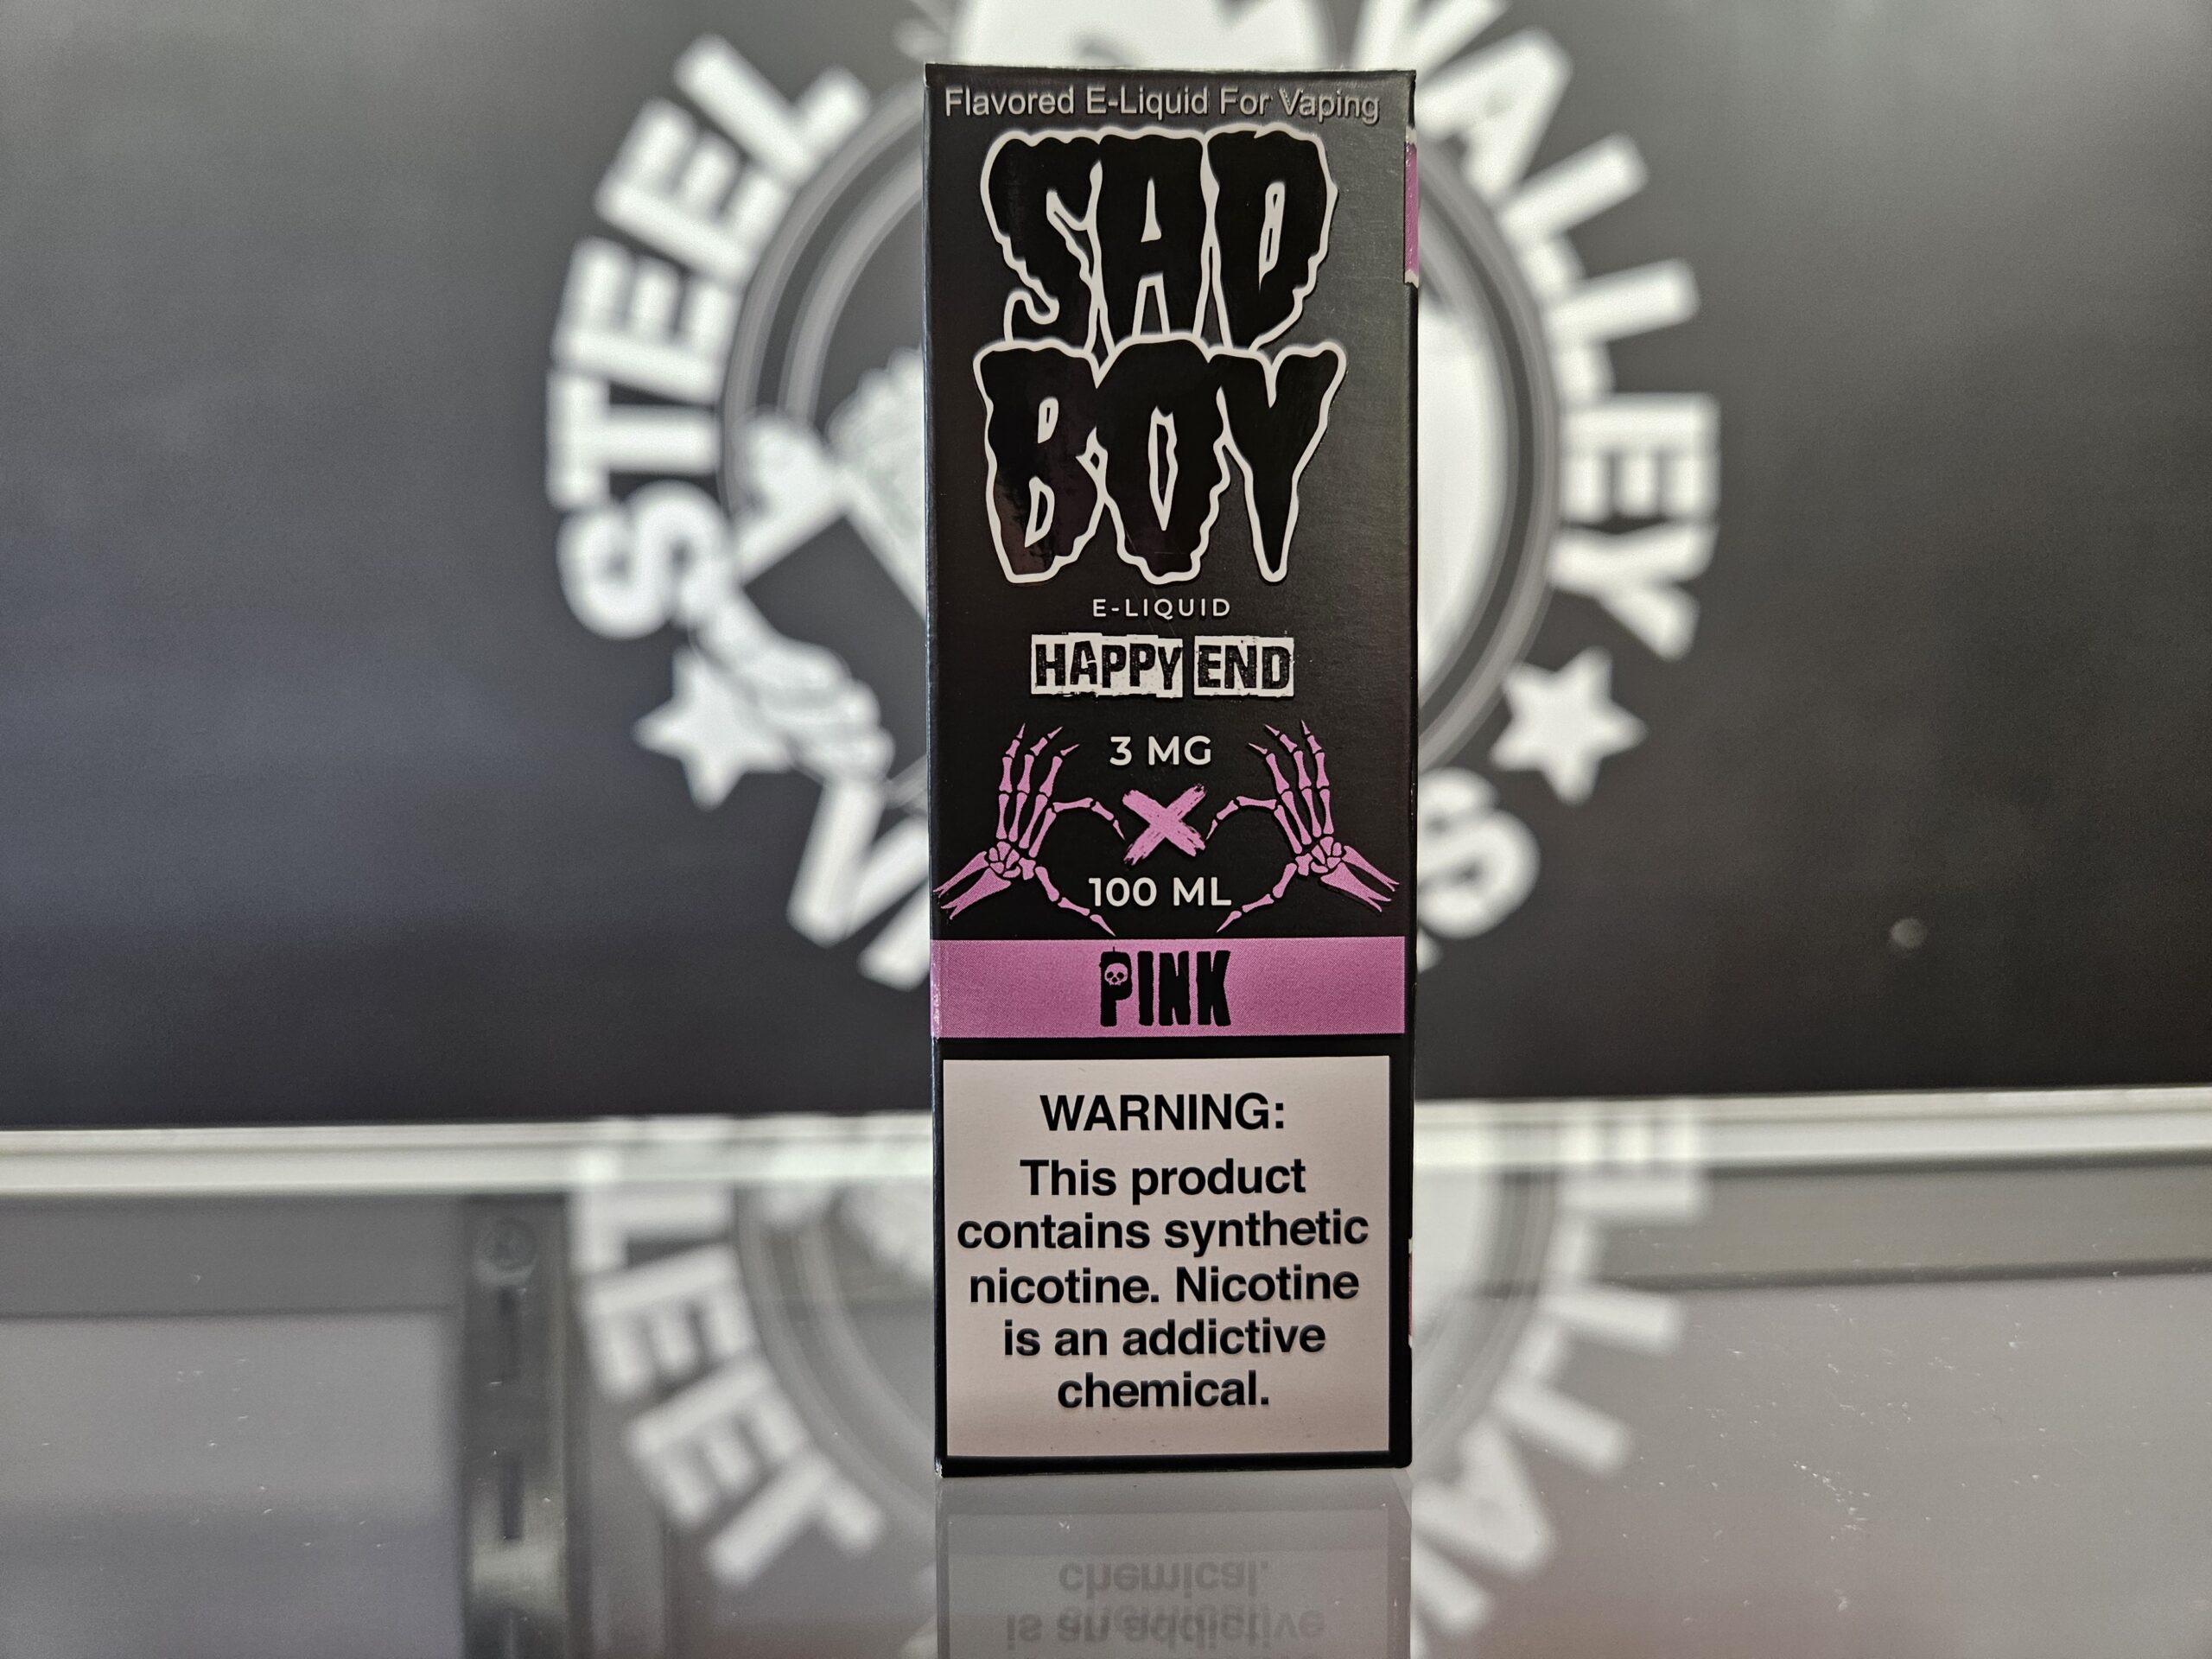 Flavored E-Liquid For Vaping
SAD
BOY
E-LIQUID
HAPPY END
3 MG
X
100 ML
PINK
WARNING:
This product
contains synthetic
nicotine. Nicotine
is an addictive
chemical.
STEEL
VALLEY